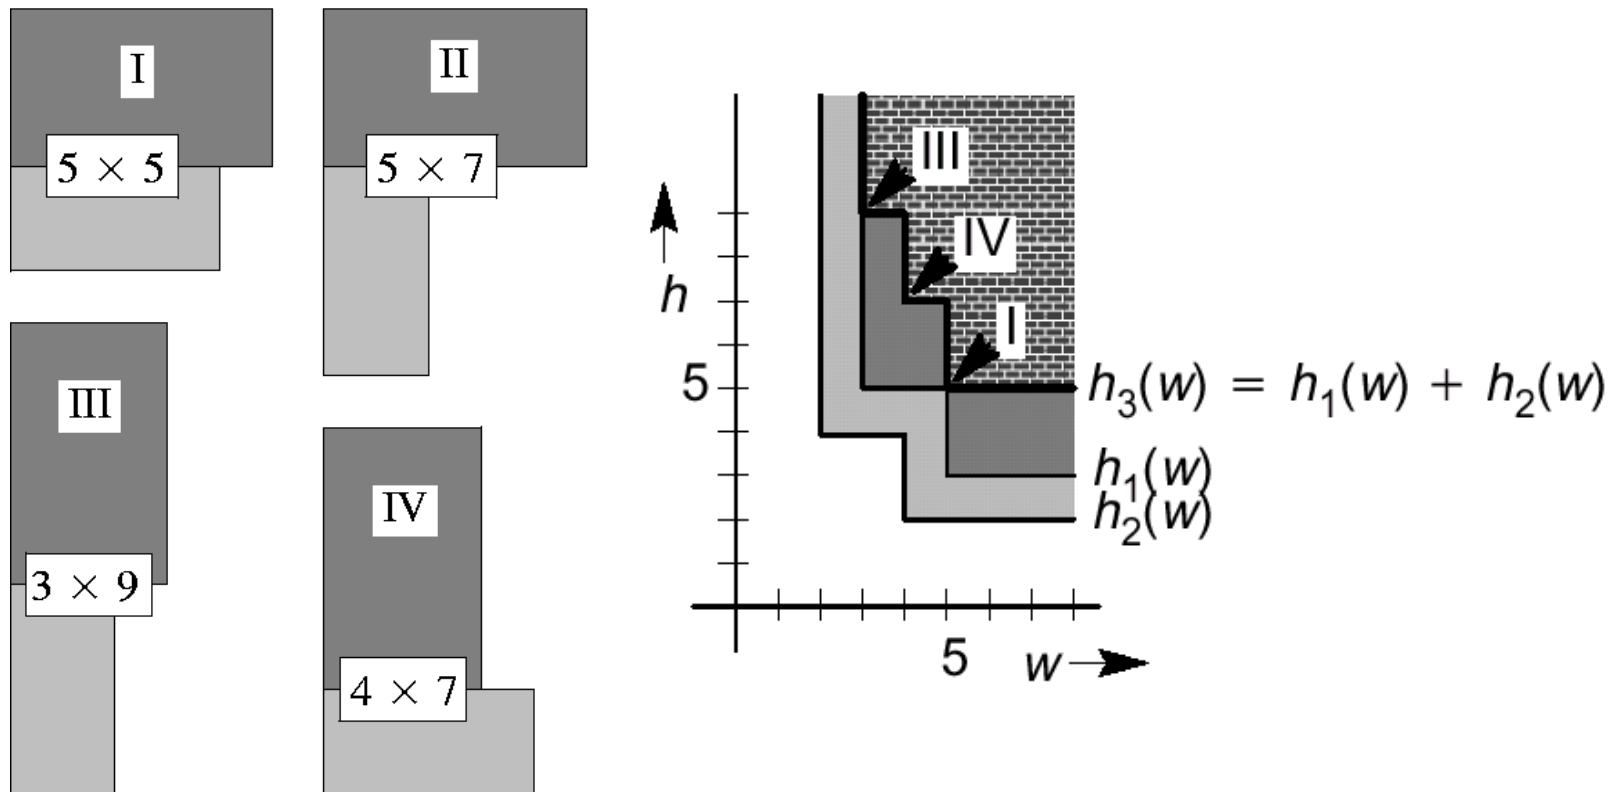 I
II
5 × 5
5 × 7
III
IV
3 × 9
4 × 7
III
IV
h
I
5
h3(w) = h1(w) + h2(w)
h1(w)
h2(w)
5
w